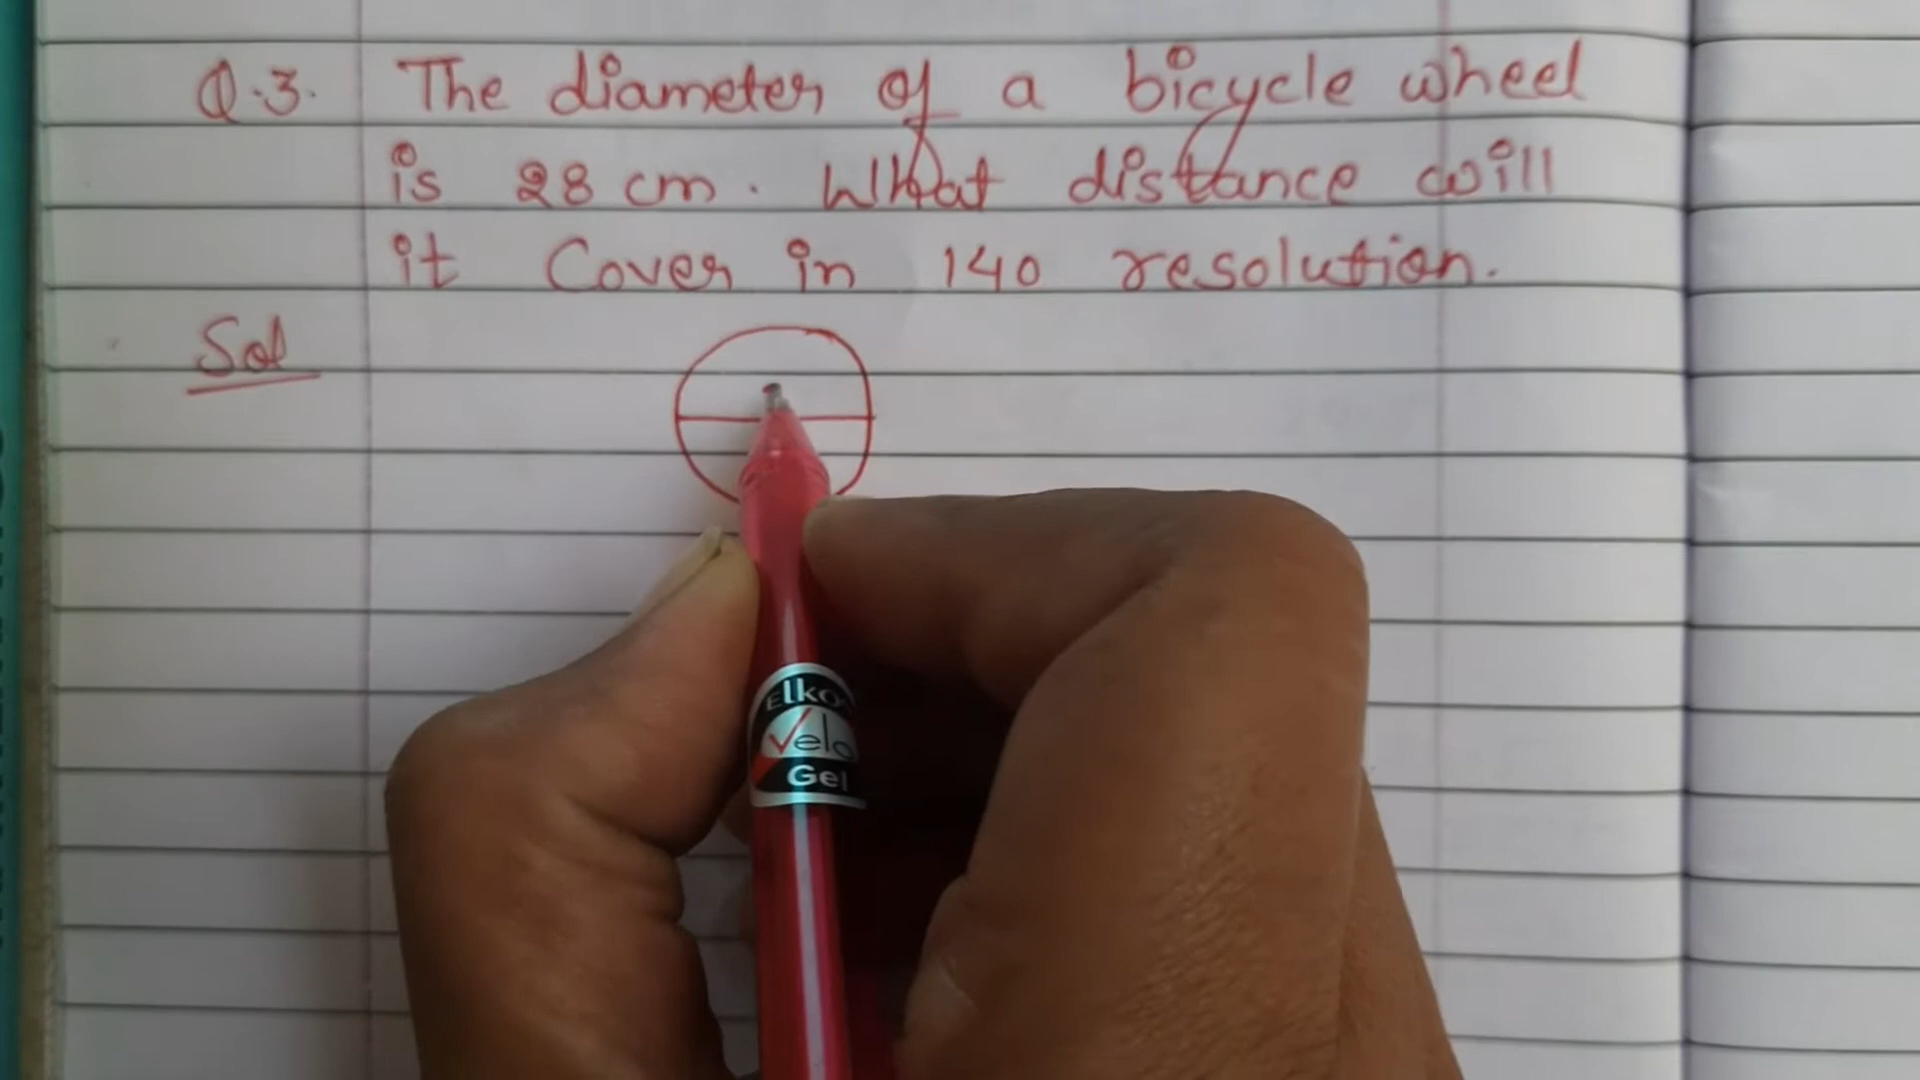 Q.3. The diameter of a bicycle wheel
is 28 cm. What distance will
it Cover in 140 resolution.
Sol
Elkos
Velo
Gel